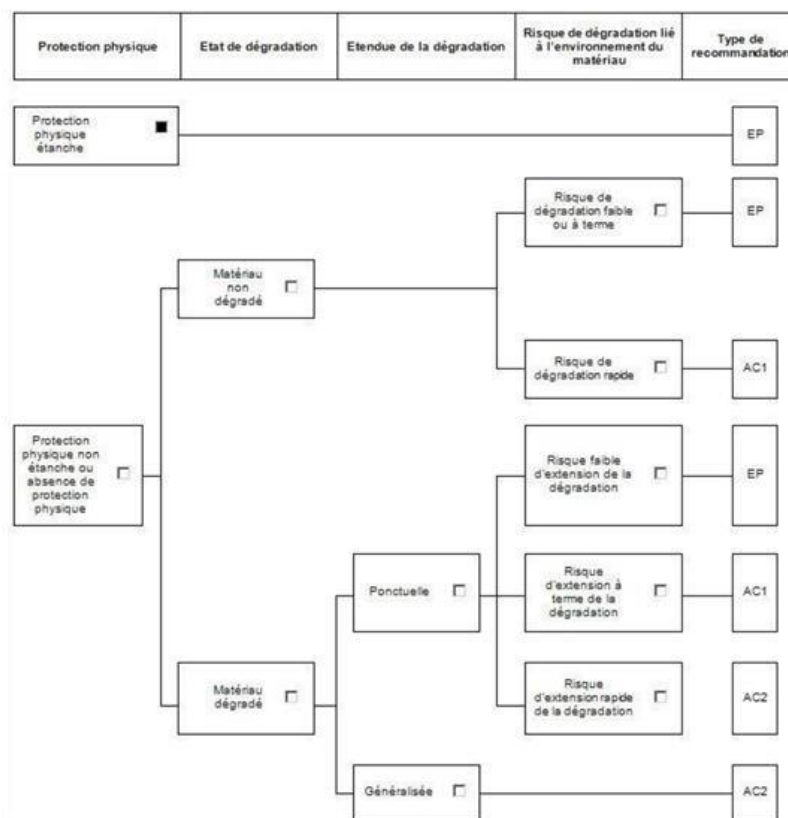 Protection physique
Etat de dégradation
Etendue de la dégradation
Risque de dégradation lié
à l'environnement du
matériau
Type de
recommandation
Protection
physique
étanche
EP
Risque de
dégradation faible
ou à terme
EP
Matériau
non
dégradé
Risque de
dégradation rapide
AC1
Protection
physique non
étanche ou
absence de
protection
physique
Risque faible
d'extension de la
dégradation
EP
Ponctuelle
Risque
d'extension à
terme de la
dégradation
AC1
Matériau
dégradé
Risque
d'extension rapide
de la dégradation
AC2
Généralisée
AC2